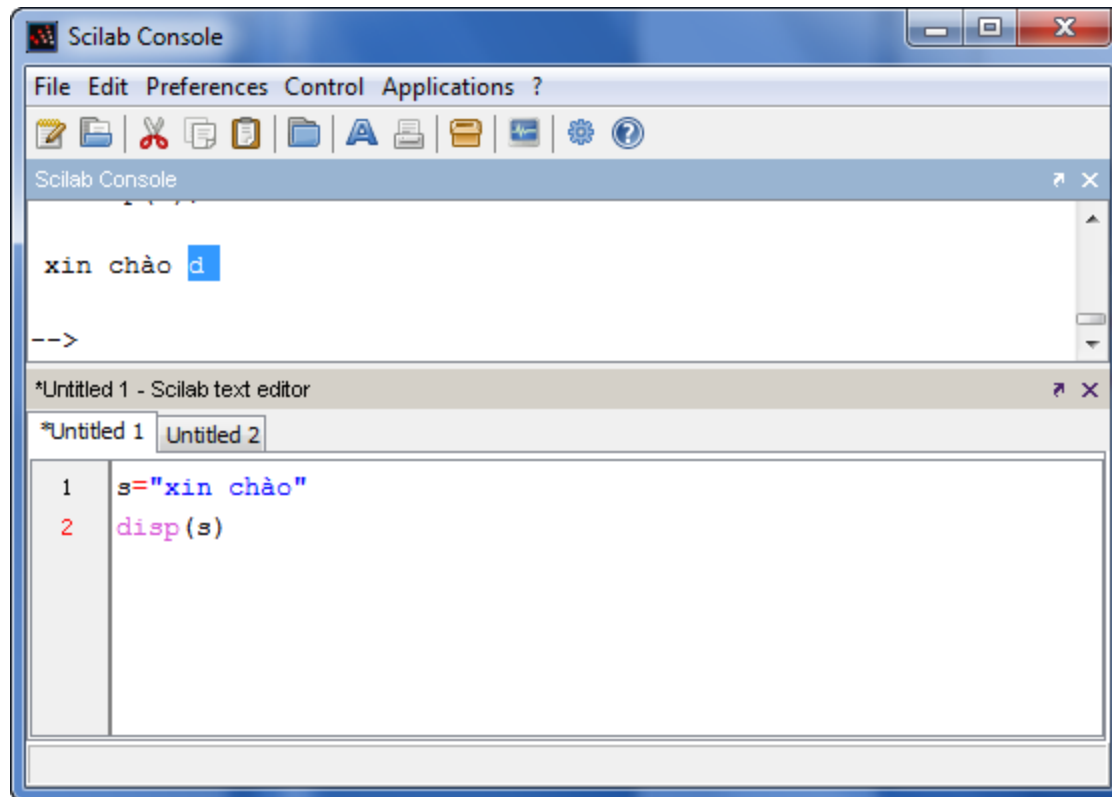 Scilab Console
File Edit Preferences Control Applications ?
Scilab Console
xin chào d
-->
*Untitled 1 - Scilab text editor
*Untitled 1 Untitled 2
1 s="xin chào"
2 disp(s)